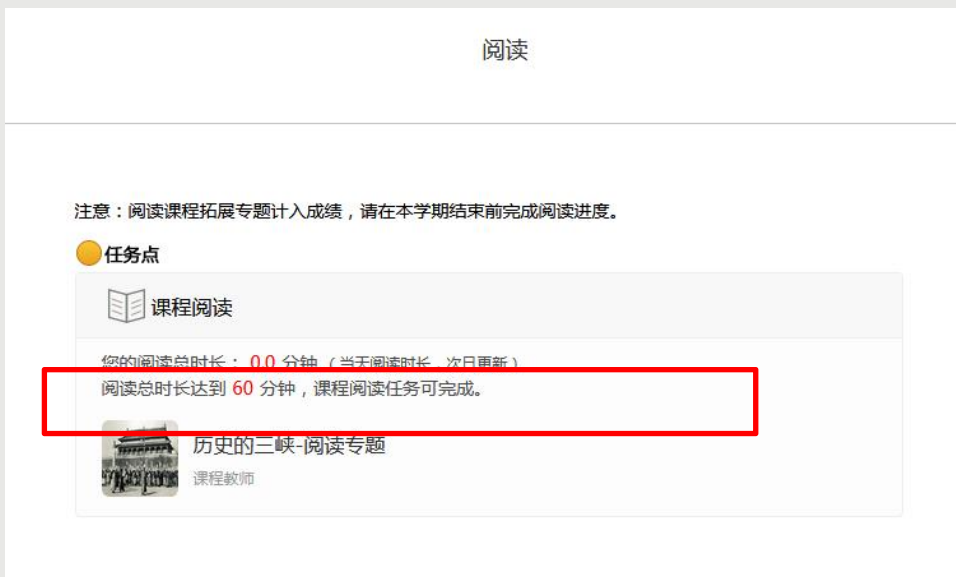 阅读
注意：阅读课程拓展专题计入成绩，请在本学期结束前完成阅读进度。
任务点
课程阅读
您的阅读总时长： 0.0 分钟 （当天阅读时长，次日更新）
阅读总时长达到 60 分钟，课程阅读任务可完成。
历史的三峡-阅读专题
课程教师